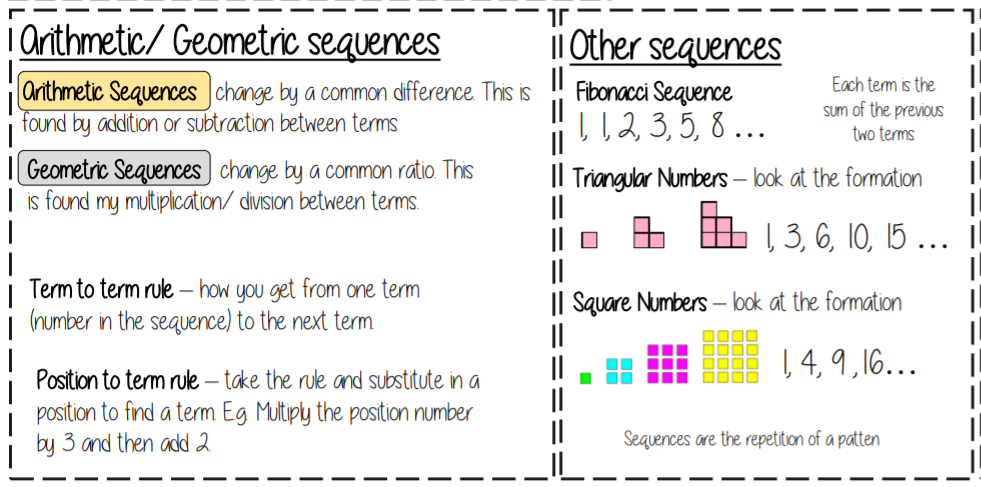 Arithmetic/ Geometric sequences
Arithmetic Sequences change by a common difference. This is
found by addition or subtraction between terms
Geometric Sequences change by a common ratio. This
is found my multiplication/ division between terms.
Term to term rule – how you get from one term
(number in the sequence) to the next term.
Position to term rule – take the rule and substitute in a
position to find a term. E.g. Multiply the position number
by 3 and then add 2.
Other sequences
Fibonacci Sequence
1, 1, 2, 3, 5, 8 ...
Each term is the
sum of the previous
two terms
Triangular Numbers – look at the formation
1, 3, 6, 10, 15 ...
Square Numbers – look at the formation
1, 4, 9 ,16...
Sequences are the repetition of a patten